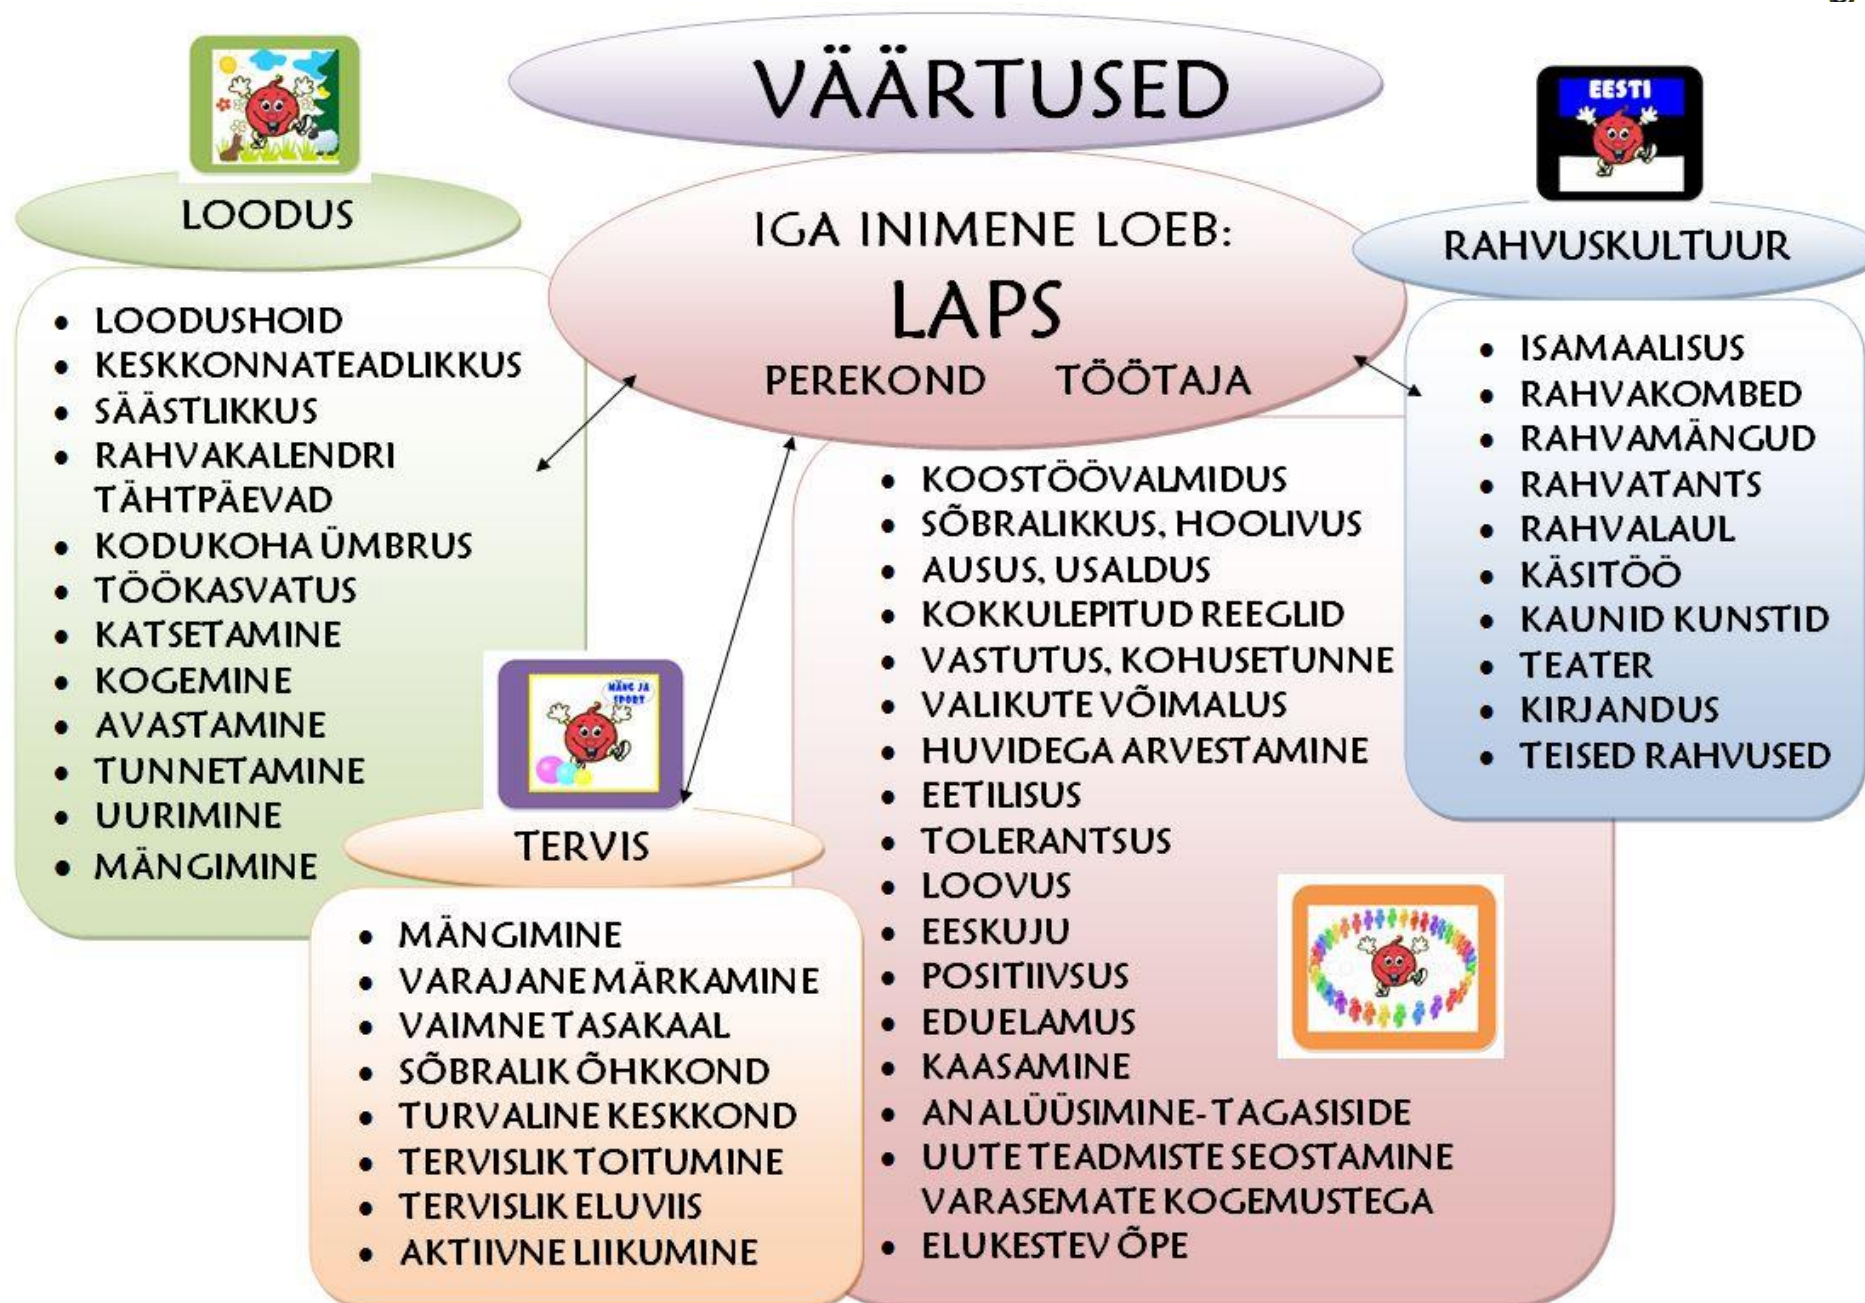 VÄÄRTUSED
LOODUS
LOODUSHOID
KESKKONNATEADLIKKUS
SÄÄSTLIKKUS
RAHVAKALENDRI
TÄHTPÄEVAD
KODUKOHA ÜMBRUS
TÖÖKASVATUS
KATSETAMINE
KOGEMINE
AVASTAMINE
TUNNETAMINE
UURIMINE
MÄNGIMINE
IGA INIMENE LOEB:
LAPS
PEREKOND TÖÖTAJA
KOOSTÖÖVALMIDUS
SÕBRALIKKUS, HOOLIVUS
AUSUS, USALDUS
KOKKULEPITUD REEGLID
VASTUTUS, KOHUSETUNNE
VALIKUTE VÕIMALUS
HUVIDEGA ARVESTAMINE
EETILISUS
TOLERANTSUS
LOOVUS
EESKUJU
POSITIIVSUS
EDUELAMUS
KAASAMINE
ANALÜÜSIMINE- TAGASISIDE
UUTE TEADMISTE SEOSTAMINE
VARASEMATE KOGEMUSTEGA
ELUKESTEV ÕPE
EESTI
RAHVUSKULTUUR
ISAMAALISUS
RAHVAKOMBED
RAHVAMÄNGUD
RAHVATANTS
RAHVALAUL
KÄSITÖÖ
KAUNID KUNSTID
TEATER
KIRJANDUS
TEISED RAHVUSED
MÄNG JA
SPORT
TERVIS
MÄNGIMINE
VARAJANE MÄRKAMINE
VAIMNE TASAKAAL
SÕBRALIK ÕHKKOND
TURVALINE KESKKOND
TERVISLIK TOITUMINE
TERVISLIK ELUVIIS
AKTIIVNE LIIKUMINE